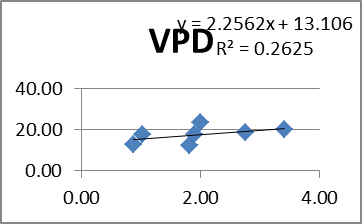 y = 2.2562x + 13.106
VPD
R² = 0.2625
40.00
20.00
0.00
0.00
2.00
4.00